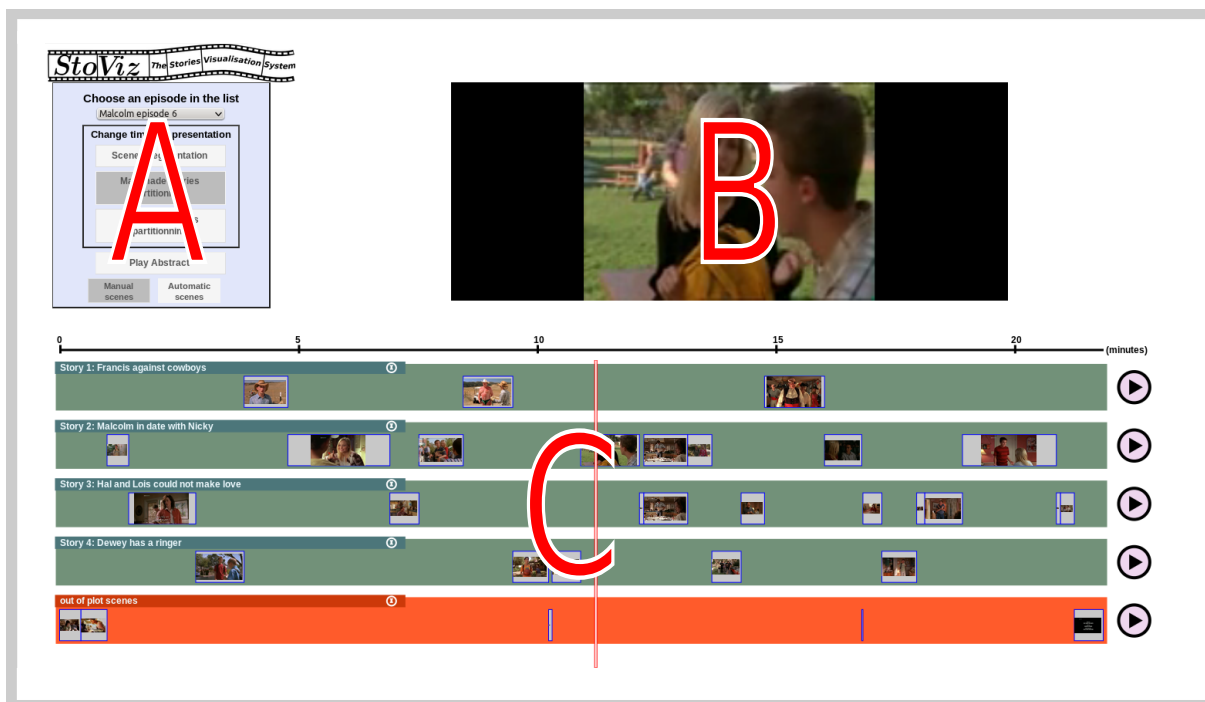 StoViz The Stories Visualisation System
Choose an episode in the list
Malcolm episode 6
Change presentation
Scene
partitionnin
Play Abstract
Manual scenes
Automatic scenes
A
B
0 5 10 15 20
(minutes)
Story 1: Francis against cowboys
Story 2: Malcolm in date with Nicky
Story 3: Hal and Lois could not make love
Story 4: Dewey has a ringer
out of plot scenes
C